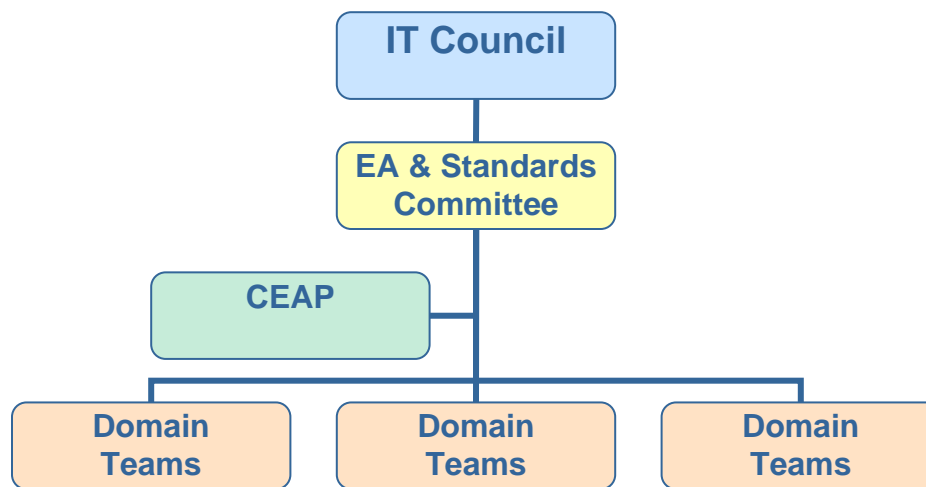 IT Council
EA & Standards
Committee
CEAP
Domain
Teams
Domain
Teams
Domain
Teams